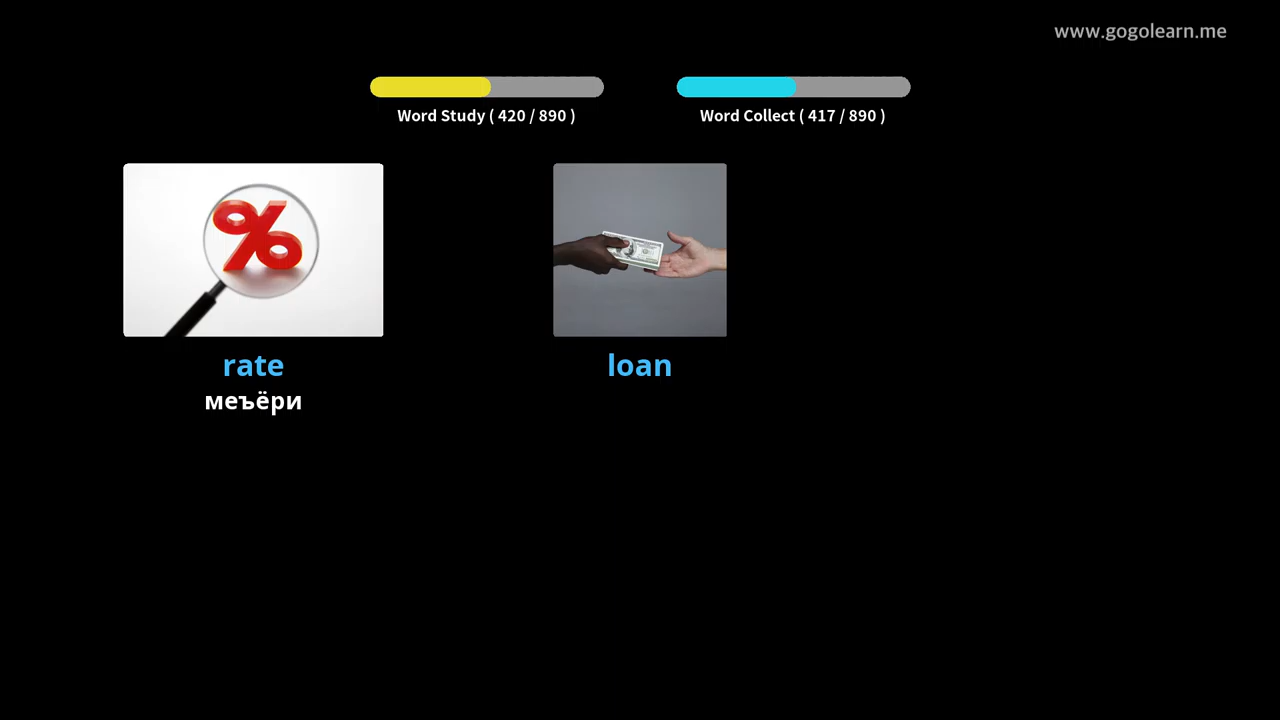 www.gogolearn.me
Word Study ( 420 / 890 )
Word Collect ( 417 / 890 )
rate
меъёри
loan